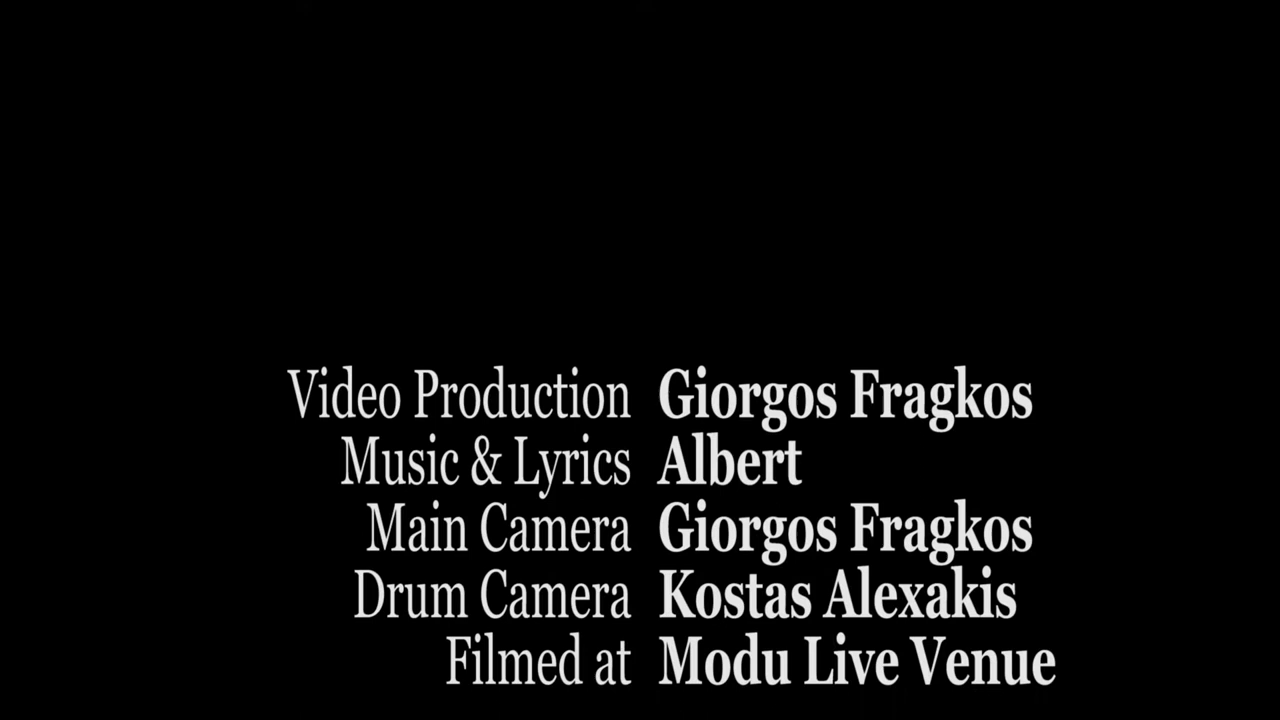 Video Production Giorgos Fragkos
Music & Lyrics Albert
Main Camera Giorgos Fragkos
Drum Camera Kostas Alexakis
Filmed at Modu Live Venue